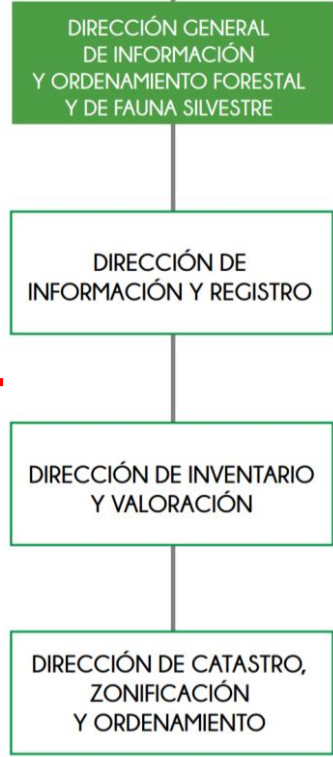 DIRECCIÓN GENERAL
DE INFORMACIÓN
Y ORDENAMIENTO FORESTAL
Y DE FAUNA SILVESTRE
DIRECCIÓN DE
INFORMACIÓN Y REGISTRO
DIRECCIÓN DE INVENTARIO
Y VALORACIÓN
DIRECCIÓN DE CATASTRO,
ZONIFICACIÓN
Y ORDENAMIENTO